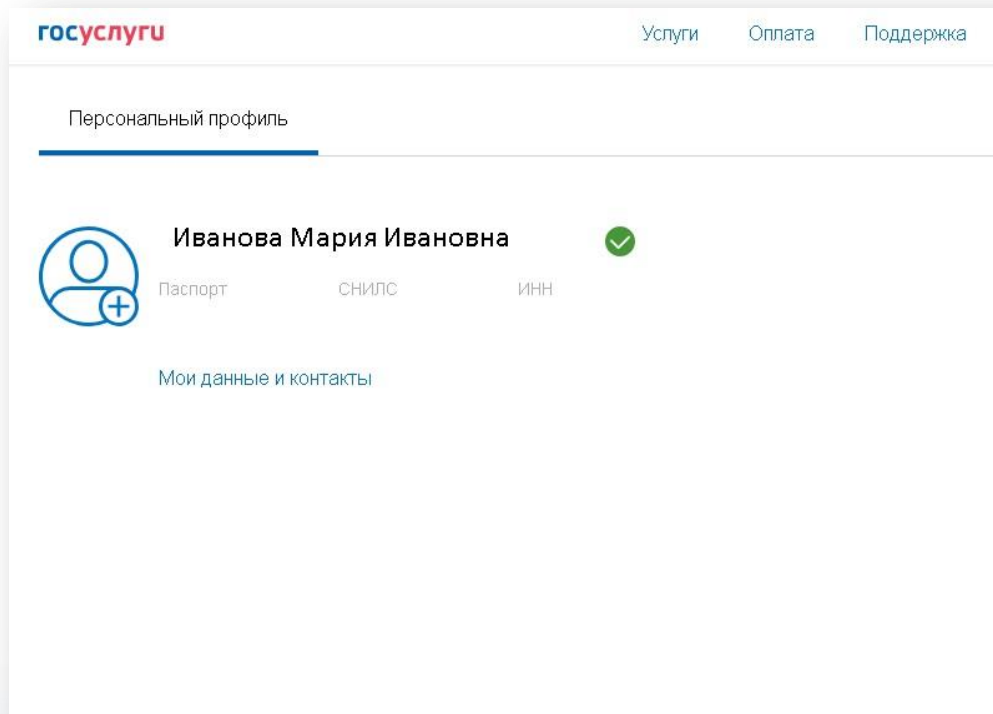 госуслуги Услуги Оплата Поддержка
Персональный профиль
Иванова Мария Ивановна
Паспорт СНИЛС ИНН
Мои данные и контакты